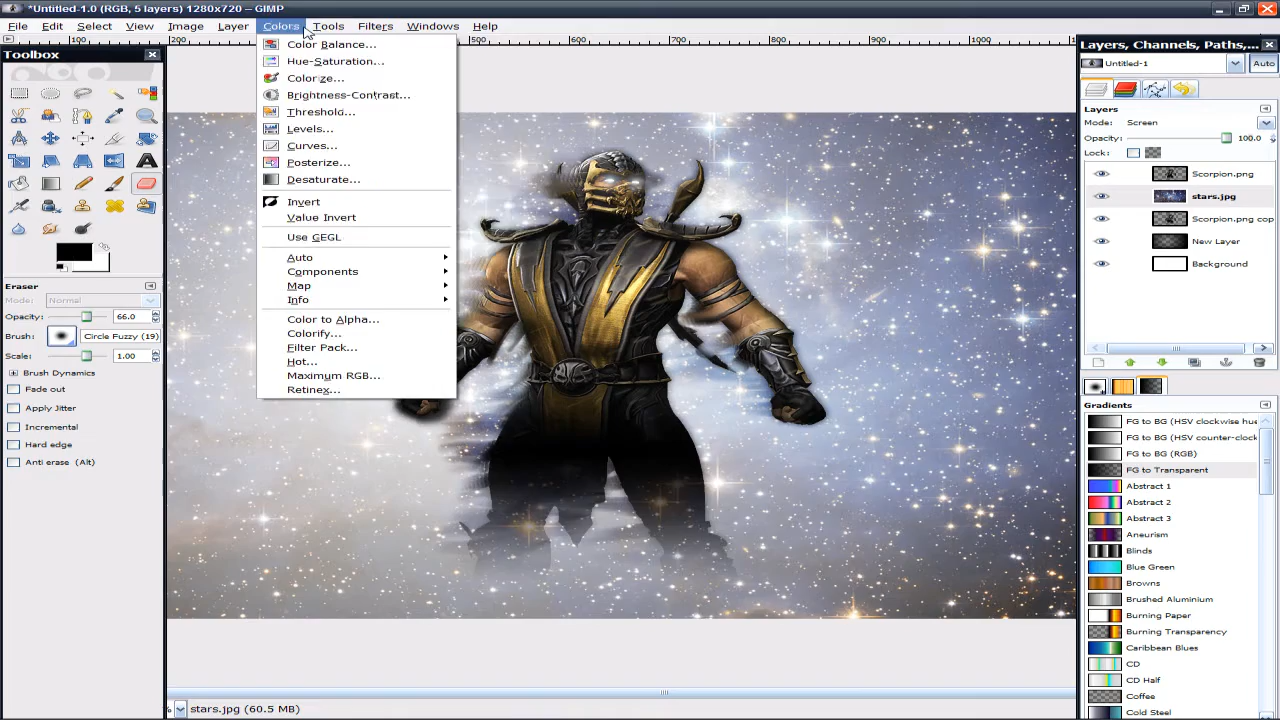 *Untitled-1.0 (RGB, 5 layers) 1280x720 – GIMP
File Edit Select View Image Layer Colors Tools Filters Windows Help
Toolbox
200 500 600 700 800 900 1000
Color Balance...
Hue-Saturation...
Colorize...
Brightness-Contrast...
Threshold...
Levels...
Curves...
Posterize...
Desaturate...
Invert
Value Invert
Use GEGL
Auto
Components
Map
Info
Color to Alpha...
Colorify...
Filter Pack...
Hot...
Maximum RGB...
Retinex...
Eraser
Mode: Normal
Opacity: 66.0
Brush: Circle Fuzzy (19)
Scale: 1.00
Brush Dynamics
Fade out
Apply Jitter
Incremental
Hard edge
Anti erase (Alt)
% stars.jpg (60.5 MB)
Layers, Channels, Paths,...
Untitled-1 Auto
Layers
Mode: Screen
Opacity: 100.0
Lock:
Scorpion.png
stars.jpg
Scorpion.png cop
New Layer
Background
Gradients
FG to BG (HSV clockwise hue
FG to BG (HSV counter-clock
FG to BG (RGB)
FG to Transparent
Abstract 1
Abstract 2
Abstract 3
Aneurism
Blinds
Blue Green
Browns
Brushed Aluminium
Burning Paper
Burning Transparency
Caribbean Blues
CD
CD Half
Coffee
Cold Steel